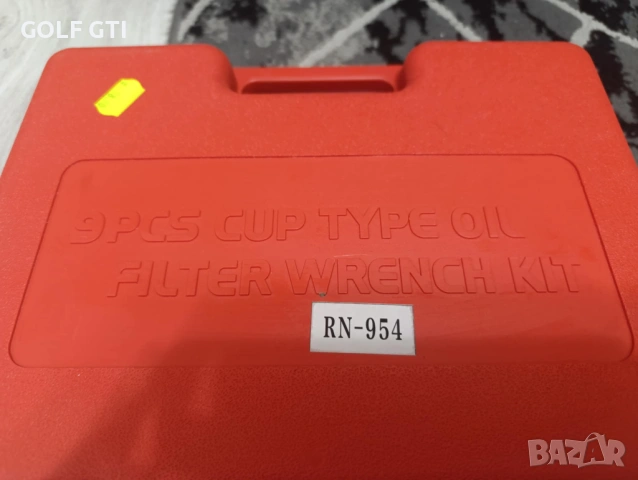 GOLF GTI
9PCS CUP TYPE OIL
FILTER WRENCH KIT
RN-954
BAZAR